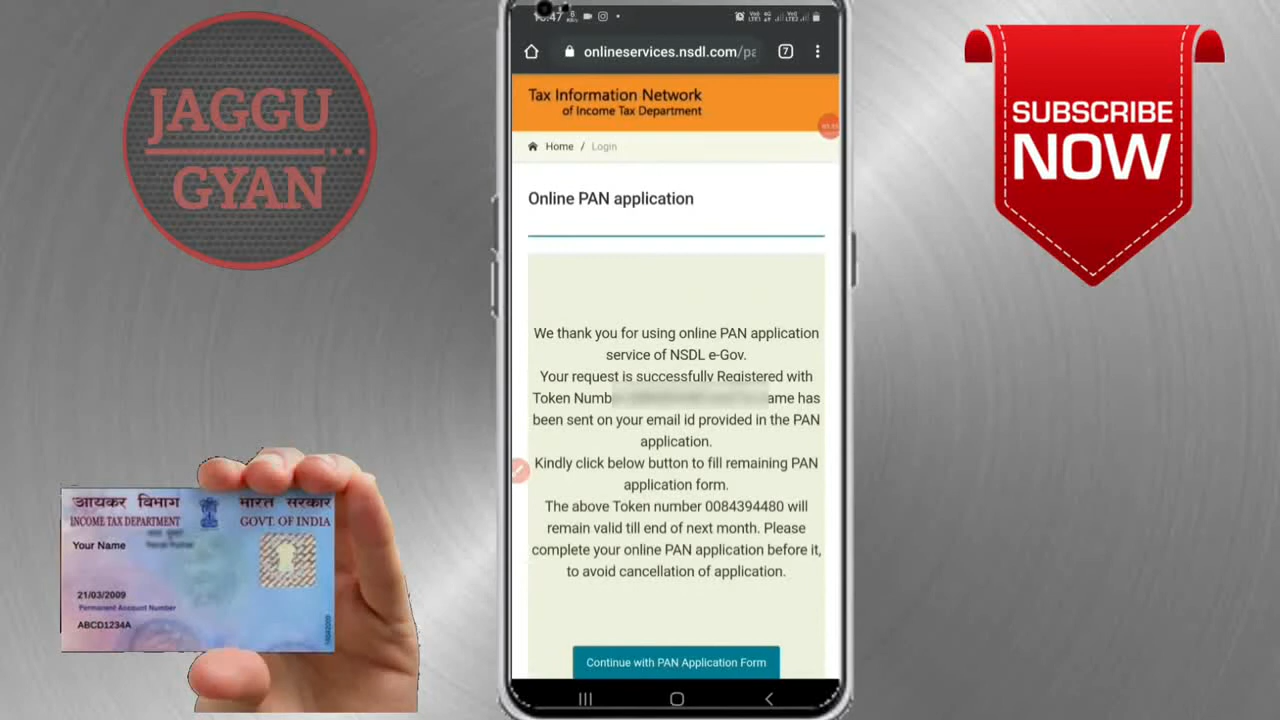 JAGGU
GYAN
SUBSCRIBE
NOW
onlineservices.nsdl.com/pa
7
Tax Information Network
of Income Tax Department
Home / Login
Online PAN application
We thank you for using online PAN application
service of NSDL e-Gov.
Your request is successfully Registered with
Token Numb ame has
been sent on your email id provided in the PAN
application.
Kindly click below button to fill remaining PAN
application form.
The above Token number 0084394480 will
remain valid till end of next month. Please
complete your online PAN application before it,
to avoid cancellation of application.
Continue with PAN Application Form
आयकर विभाग
INCOME TAX DEPARTMENT
भारत सरकार
GOVT. OF INDIA
Your Name
21/03/2009
Permanent Account Number
ABCD1234A